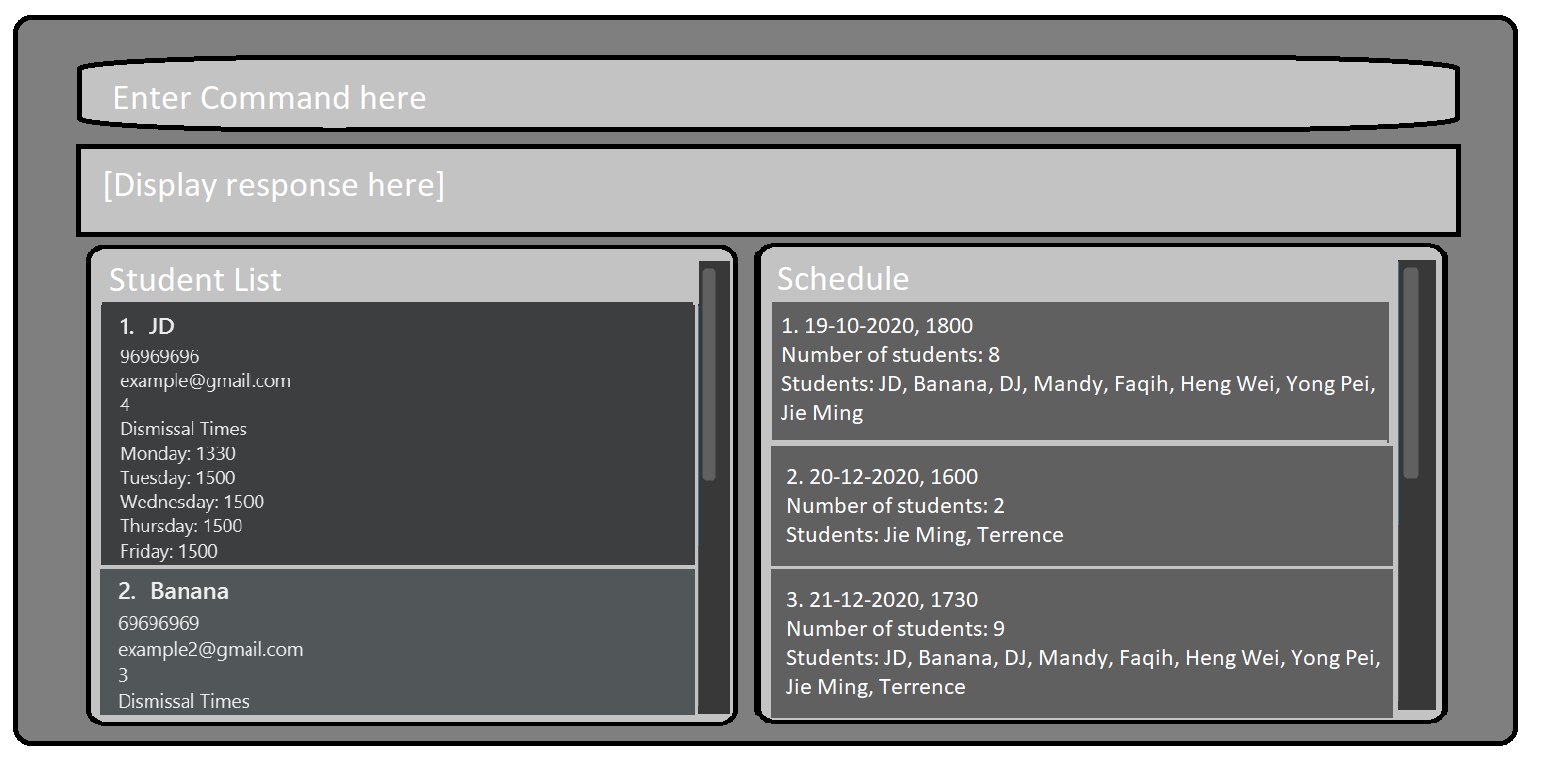 Enter Command here
[Display response here]
Student List
1. JD
96969696
example@gmail.com
4
Dismissal Times
Monday: 1330
Tuesday: 1500
Wednesday: 1500
Thursday: 1500
Friday: 1500
2. Banana
69696969
example2@gmail.com
3
Dismissal Times
Schedule
1. 19-10-2020, 1800
Number of students: 8
Students: JD, Banana, DJ, Mandy, Faqih, Heng Wei, Yong Pei,
Jie Ming
2. 20-12-2020, 1600
Number of students: 2
Students: Jie Ming, Terrence
3. 21-12-2020, 1730
Number of students: 9
Students: JD, Banana, DJ, Mandy, Faqih, Heng Wei, Yong Pei,
Jie Ming, Terrence